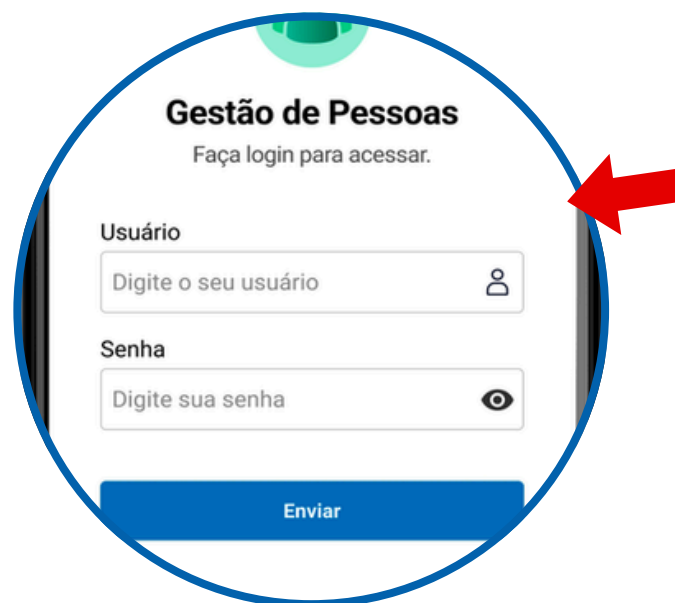 Gestão de Pessoas
Faça login para acessar.
Usuário
Digite o seu usuário
Senha
Digite sua senha
Enviar